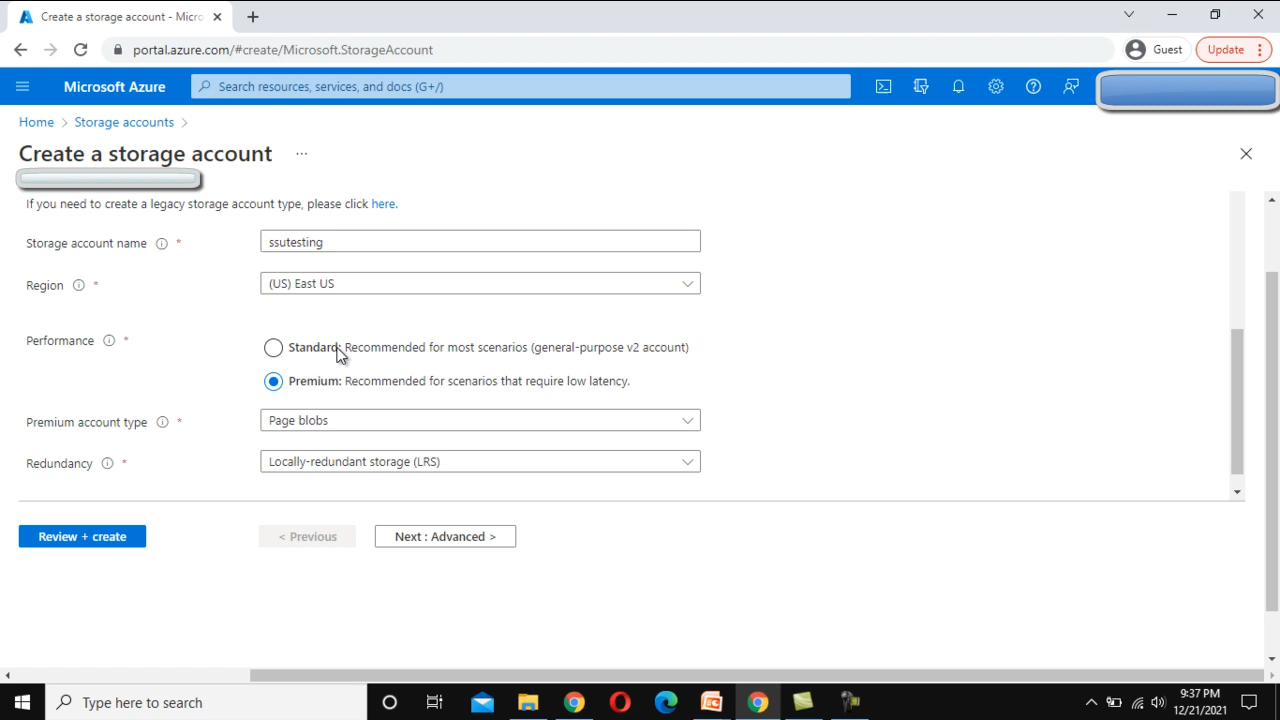 Create a storage account - Micro
portal.azure.com/#create/Microsoft.StorageAccount
Guest
Update
Microsoft Azure
Search resources, services, and docs (G+/)
Home > Storage accounts >
Create a storage account ...
If you need to create a legacy storage account type, please click here.
Storage account name * ssutesting
Region * (US) East US
Performance *
Standard: Recommended for most scenarios (general-purpose v2 account)
Premium: Recommended for scenarios that require low latency.
Premium account type * Page blobs
Redundancy * Locally-redundant storage (LRS)
Review + create
< Previous
Next : Advanced >
Type here to search
9:37 PM
12/21/2021